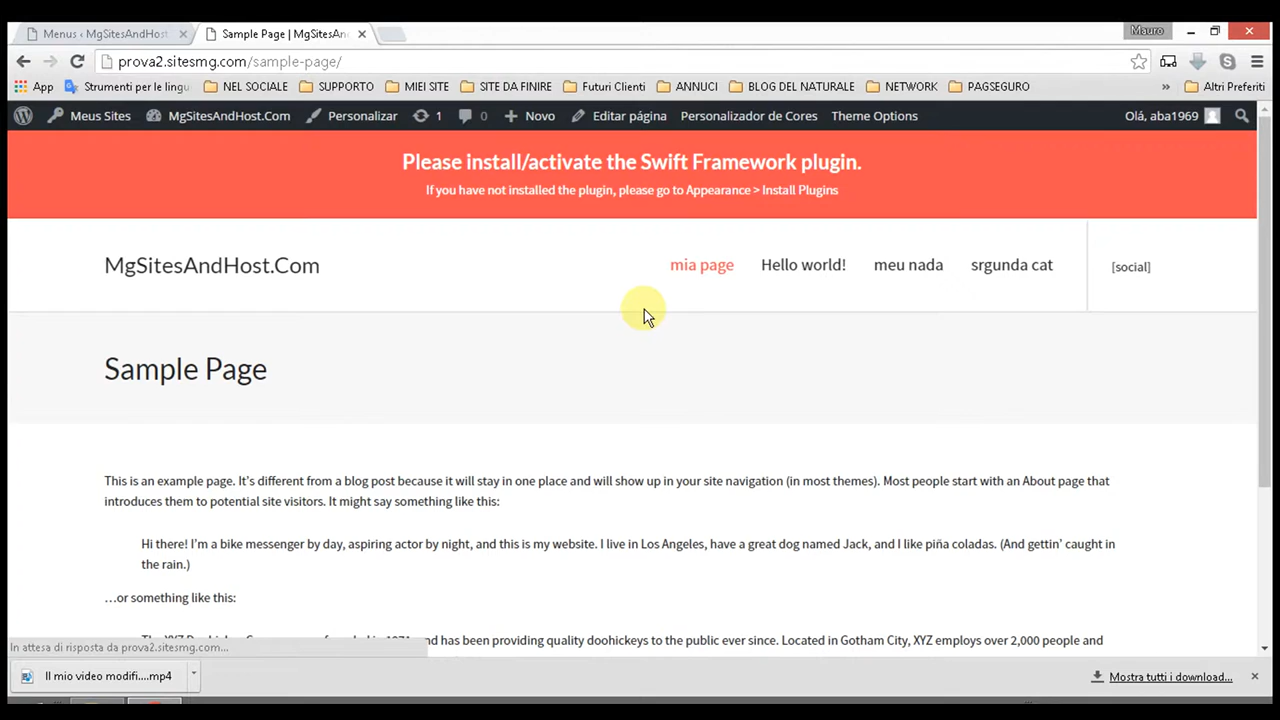 Menus ‹ MgSitesAndHost
Sample Page | MgSitesAn
Mauro
prova2.sitesmg.com/sample-page/
App Strumenti per le lingu NEL SOCIALE SUPPORTO MIEI SITE SITE DA FINIRE Futuri Clienti ANNUCI BLOG DEL NATURALE NETWORK PAGSEGURO » Altri Preferiti
Meus Sites MgSitesAndHost.Com Personalizar 1 0 Novo Editar página Personalizador de Cores Theme Options Olá, aba1969
Please install/activate the Swift Framework plugin.
If you have not installed the plugin, please go to Appearance > Install Plugins
MgSitesAndHost.Com mia page Hello world! meu nada srgunda cat [social]
Sample Page
This is an example page. It's different from a blog post because it will stay in one place and will show up in your site navigation (in most themes). Most people start with an About page that
introduces them to potential site visitors. It might say something like this:
Hi there! I'm a bike messenger by day, aspiring actor by night, and this is my website. I live in Los Angeles, have a great dog named Jack, and I like piña coladas. (And gettin' caught in
the rain.)
…or something like this:
and has been providing quality doohickeys to the public ever since. Located in Gotham City, XYZ employs over 2,000 people and
In attesa di risposta da prova2.sitesmg.com...
Il mio video modifi....mp4
Mostra tutti i download...